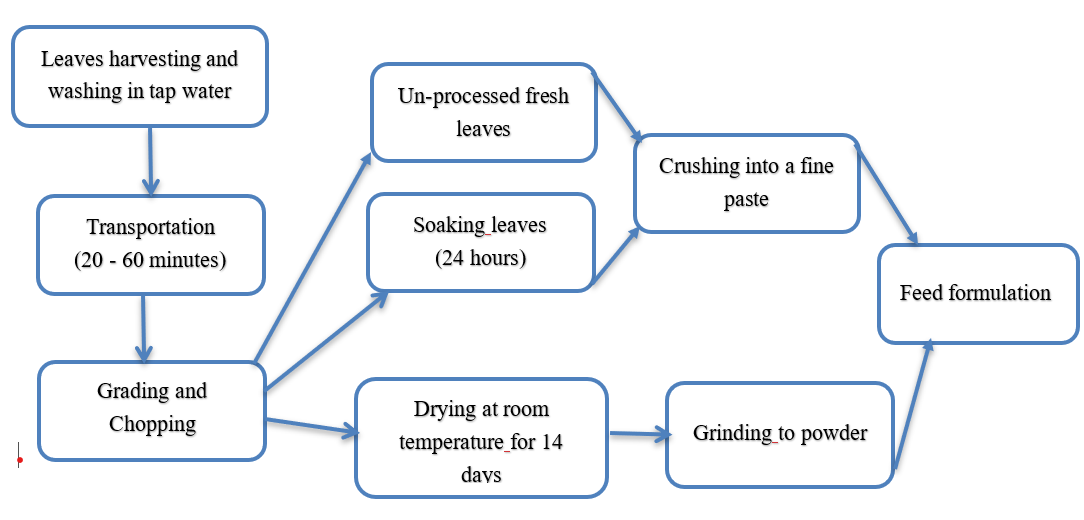 Leaves harvesting and
washing in tap water
Transportation
(20 - 60 minutes)
Grading and
Chopping
Un-processed fresh
leaves
Soaking leaves
(24 hours)
Drying at room
temperature for 14
days
Crushing into a fine
paste
Grinding to powder
Feed formulation